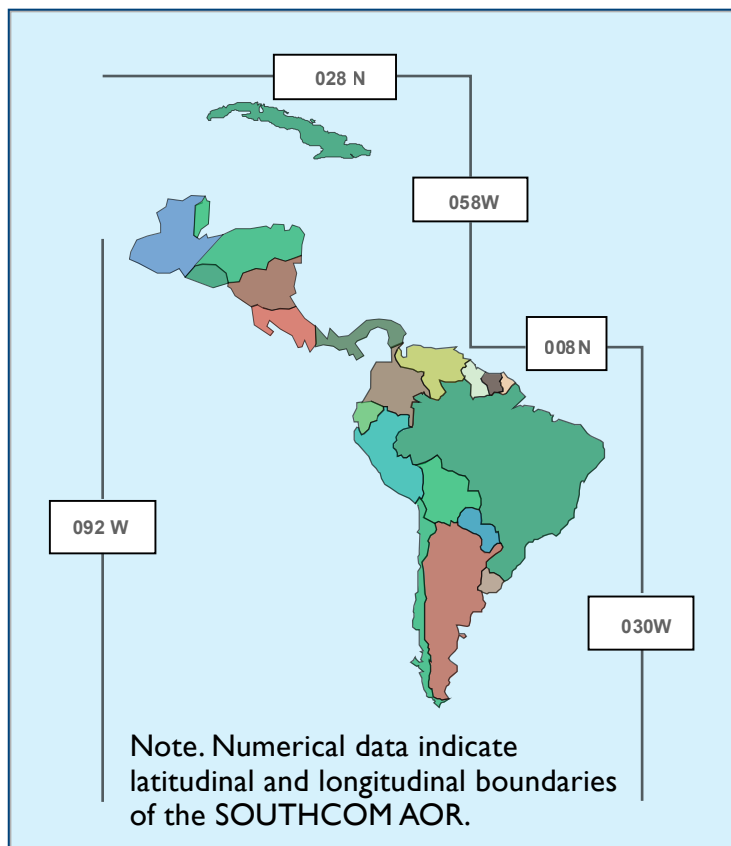 028 N
058W
008N
092 W
030W
Note. Numerical data indicate
latitudinal and longitudinal boundaries
of the SOUTHCOM AOR.